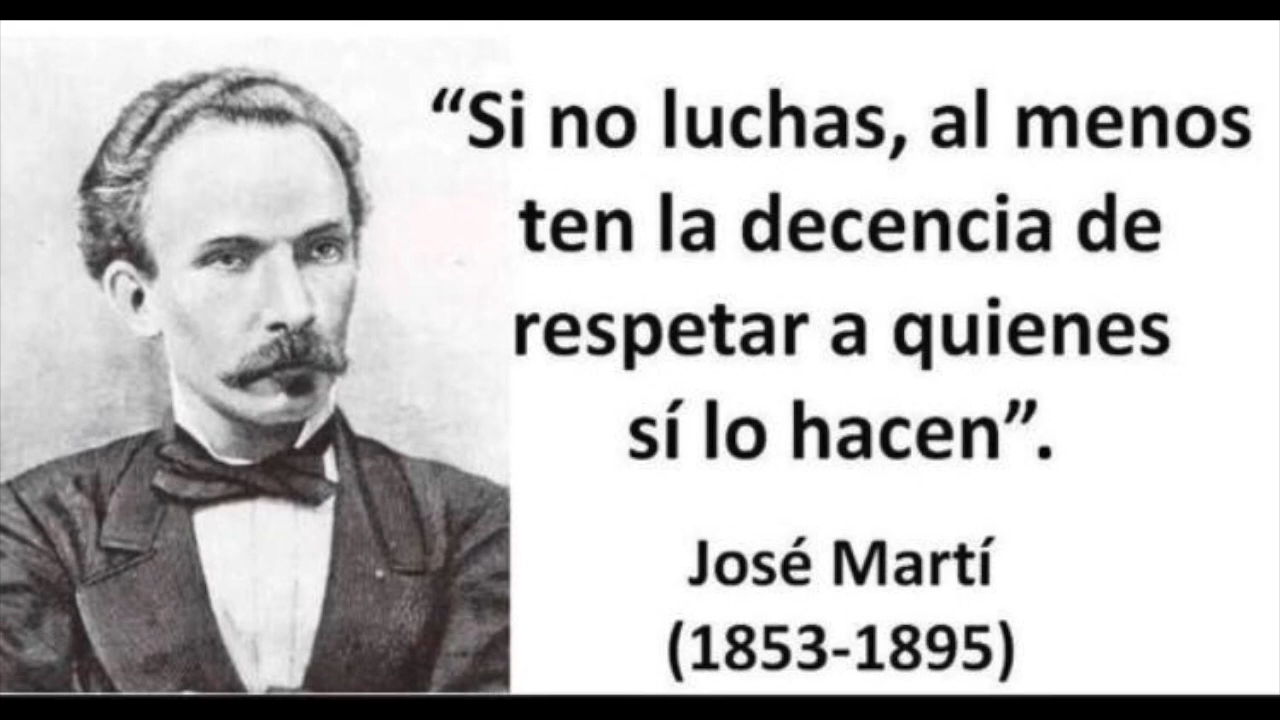 “Si no luchas, al menos
ten la decencia de
respetar a quienes
sí lo hacen”.
José Martí
(1853-1895)